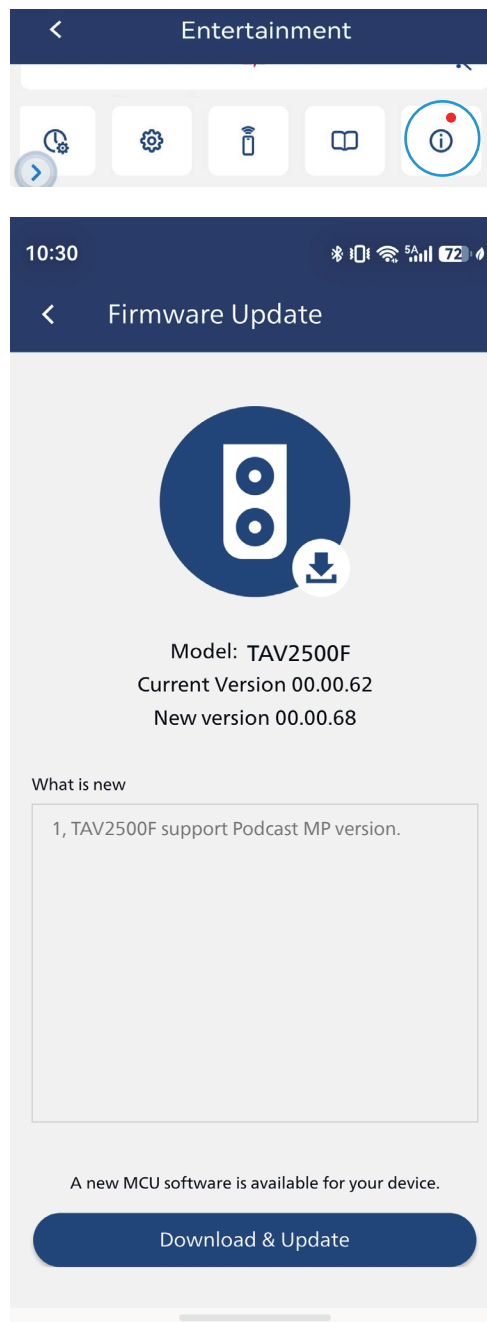 Entertainment
10:30
5A
72
Firmware Update
Model: TAV2500F
Current Version 00.00.62
New version 00.00.68
What is new
1, TAV2500F support Podcast MP version.
A new MCU software is available for your device.
Download & Update